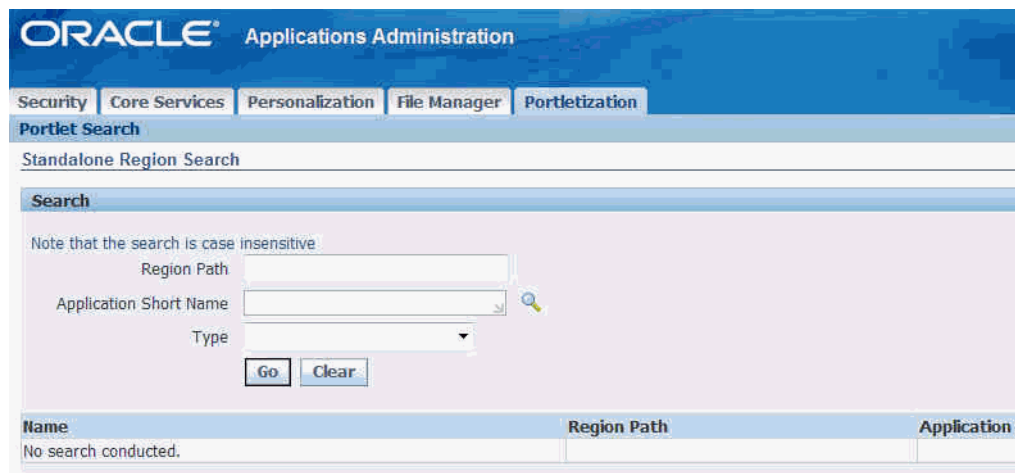 ORACLE® Applications Administration
Security Core Services Personalization File Manager Portletization
Portlet Search
Standalone Region Search
Search
Note that the search is case insensitive
Region Path
Application Short Name
Type
Go Clear
Name Region Path Application
No search conducted.